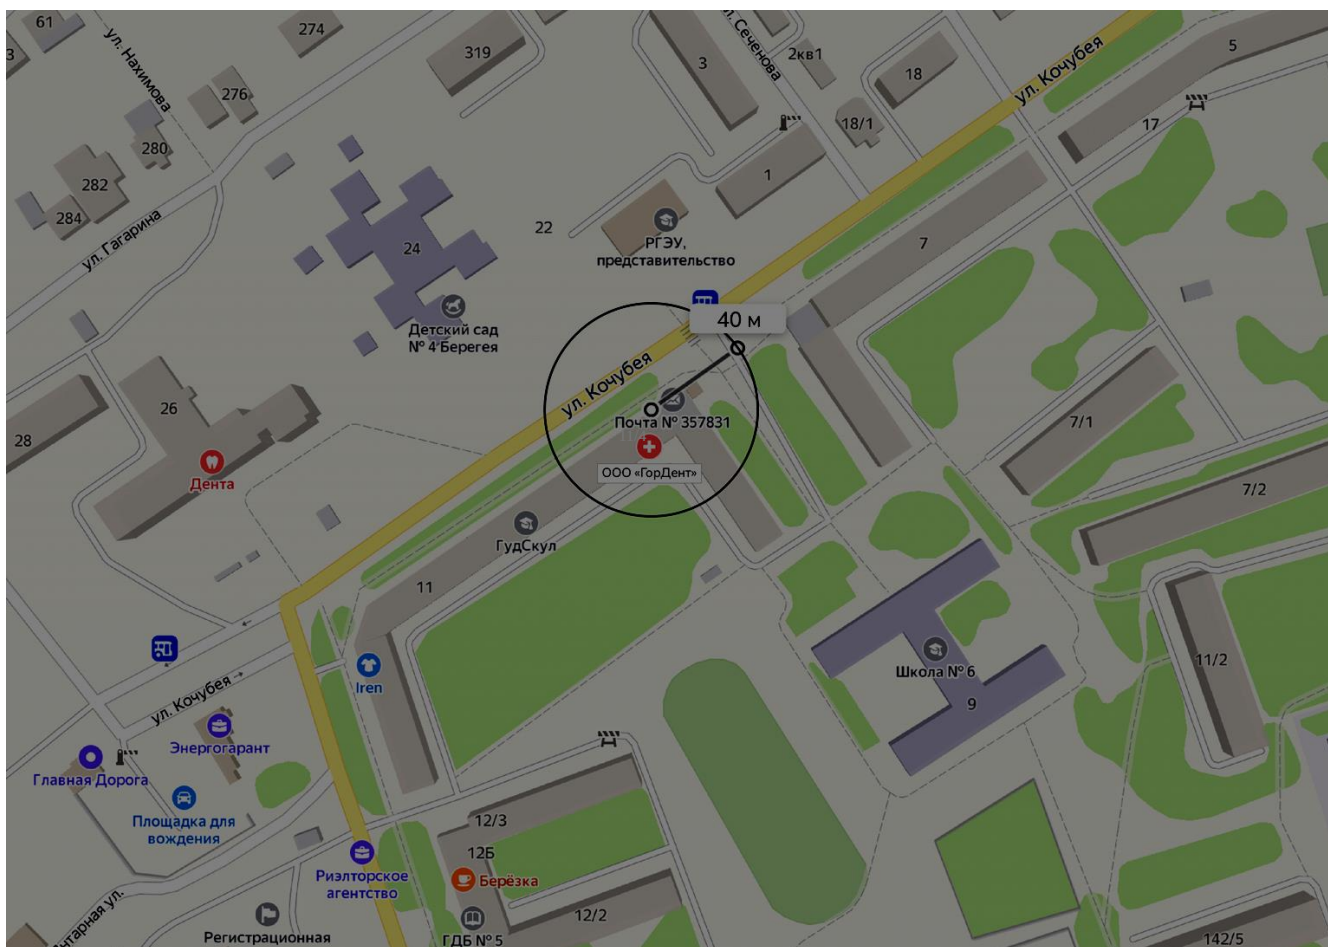 61
274
319
3
ул. Нахимова
276
280
282
284
ул. Гагарина
3
. Сеченова
2кв1
18
18/1
ул. Кочубея
5
17
1
22
24
РГЭУ,
представительство
7
Детский сад
№ 4 Берегея
40 м
ул. Кочубея
Почта № 357831
ООО «ГорДент»
26
28
Дента
7/1
7/2
ГудСкул
11
Iren
Школа № 6
9
11/2
ул. Кочубея
Энергогарант
Главная Дорога
Площадка для
вождения
12/3
12Б
Берёзка
Риэлторское
агентство
12/2
ГДБ № 5
Регистрационная
нтарная ул.
142/5